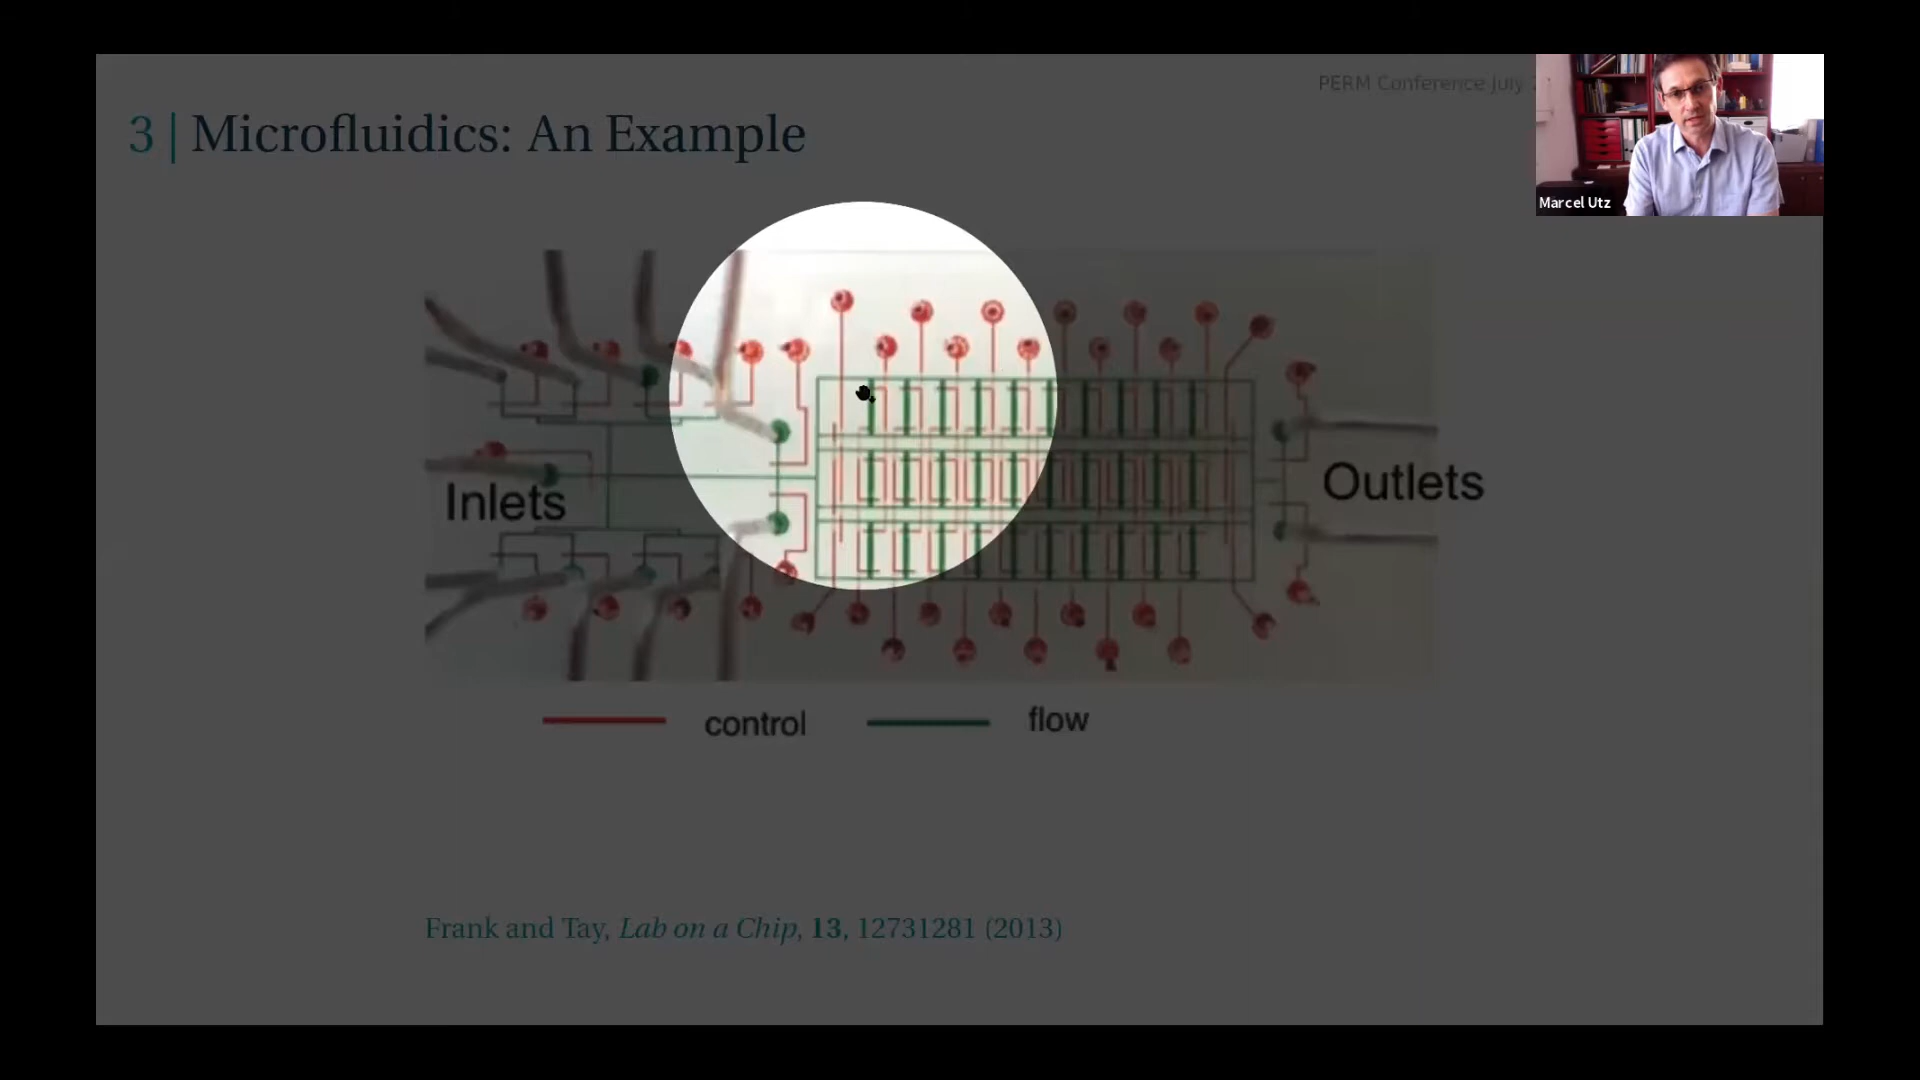 PERM Conference July
3 | Microfluidics: An Example
Marcel Utz
Inlets
Outlets
control
flow
Frank and Tay, Lab on a Chip, 13, 12731281 (2013)